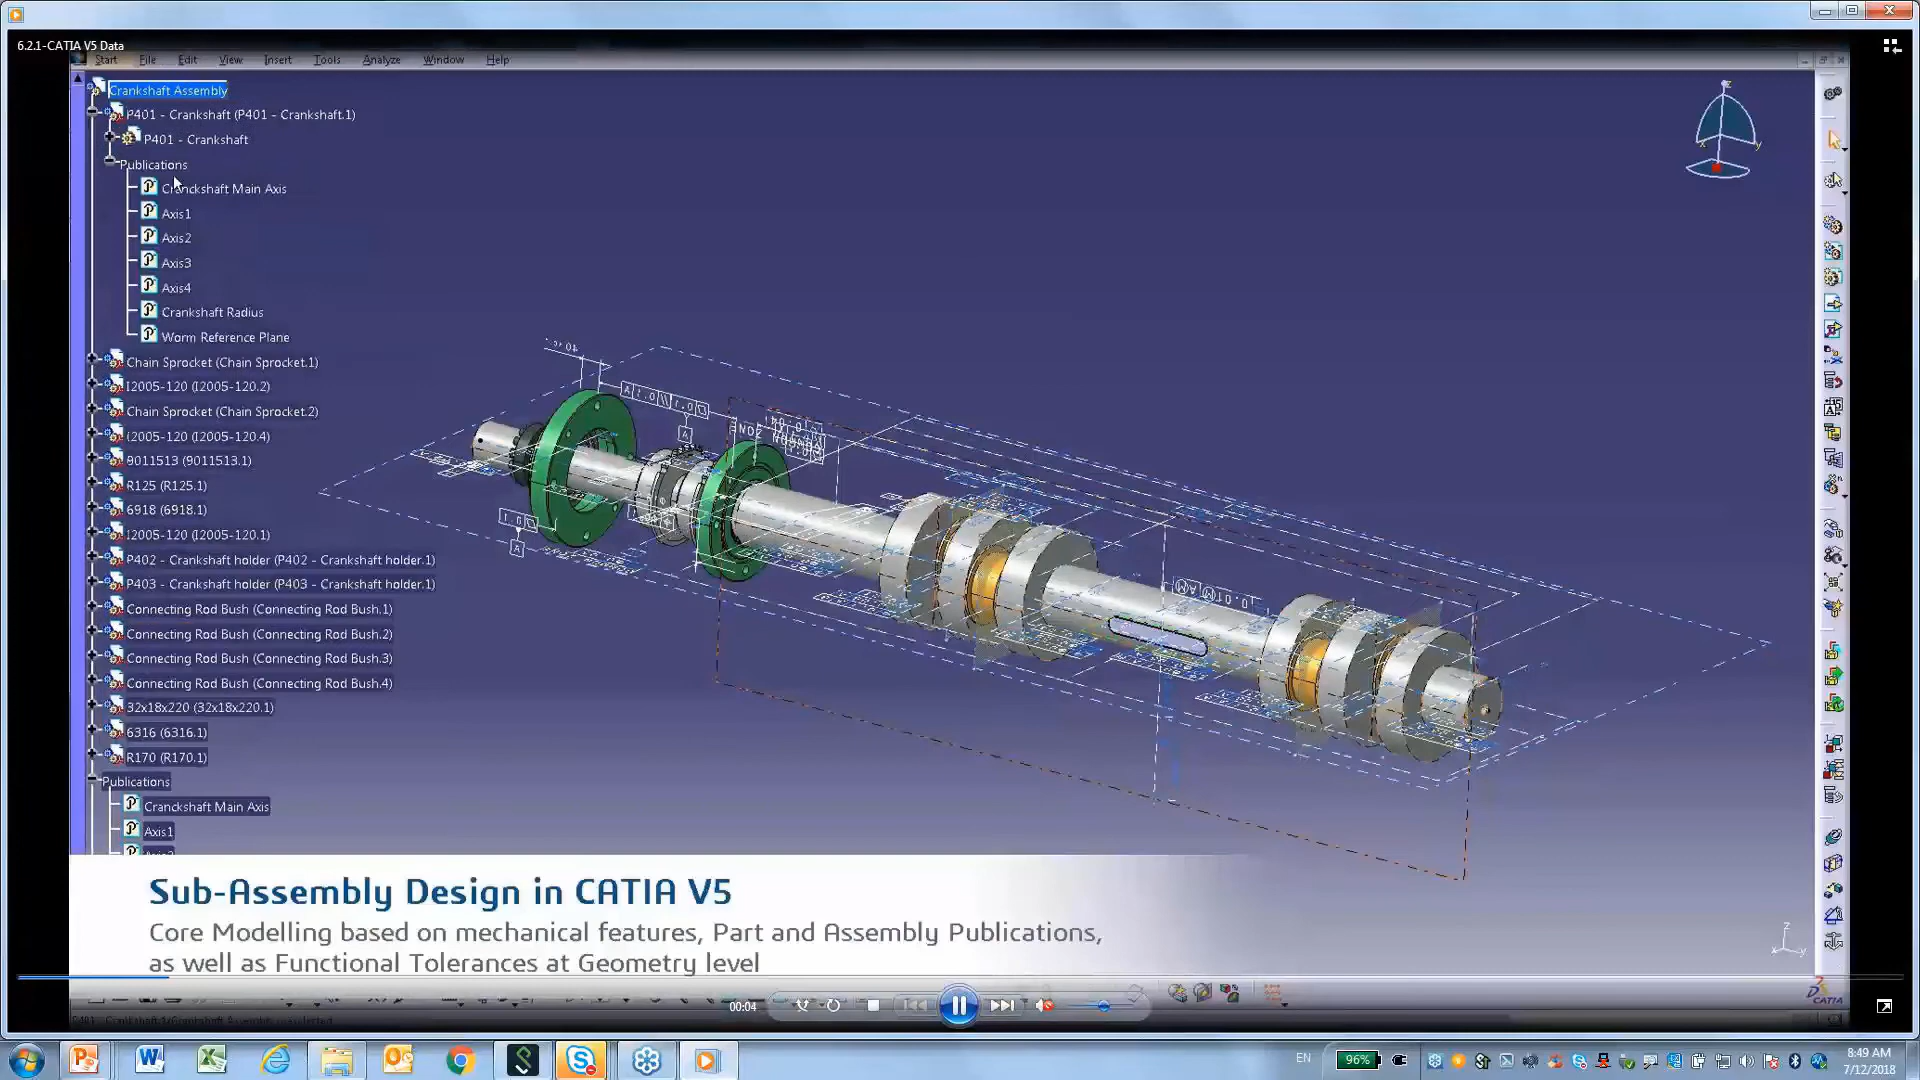 6.2.1-CATIA V5 Data
Start File Edit View Insert Tools Analyze Window Help
Crankshaft Assembly
P401 - Crankshaft (P401 - Crankshaft.1)
P401 - Crankshaft
Publications
Cranckshaft Main Axis
Axis1
Axis2
Axis3
Axis4
Crankshaft Radius
Worm Reference Plane
Chain Sprocket (Chain Sprocket.1)
I2005-120 (I2005-120.2)
Chain Sprocket (Chain Sprocket.2)
I2005-120 (I2005-120.4)
9011513 (9011513.1)
R125 (R125.1)
6918 (6918.1)
I2005-120 (I2005-120.1)
P402 - Crankshaft holder (P402 - Crankshaft holder.1)
P403 - Crankshaft holder (P403 - Crankshaft holder.1)
Connecting Rod Bush (Connecting Rod Bush.1)
Connecting Rod Bush (Connecting Rod Bush.2)
Connecting Rod Bush (Connecting Rod Bush.3)
Connecting Rod Bush (Connecting Rod Bush.4)
32x18x220 (32x18x220.1)
6316 (6316.1)
R170 (R170.1)
Publications
Cranckshaft Main Axis
Axis1
Sub-Assembly Design in CATIA V5
Core Modelling based on mechanical features, Part and Assembly Publications,
as well as Functional Tolerances at Geometry level
00:04
CATIA
EN
96%
8:49 AM
7/12/2018